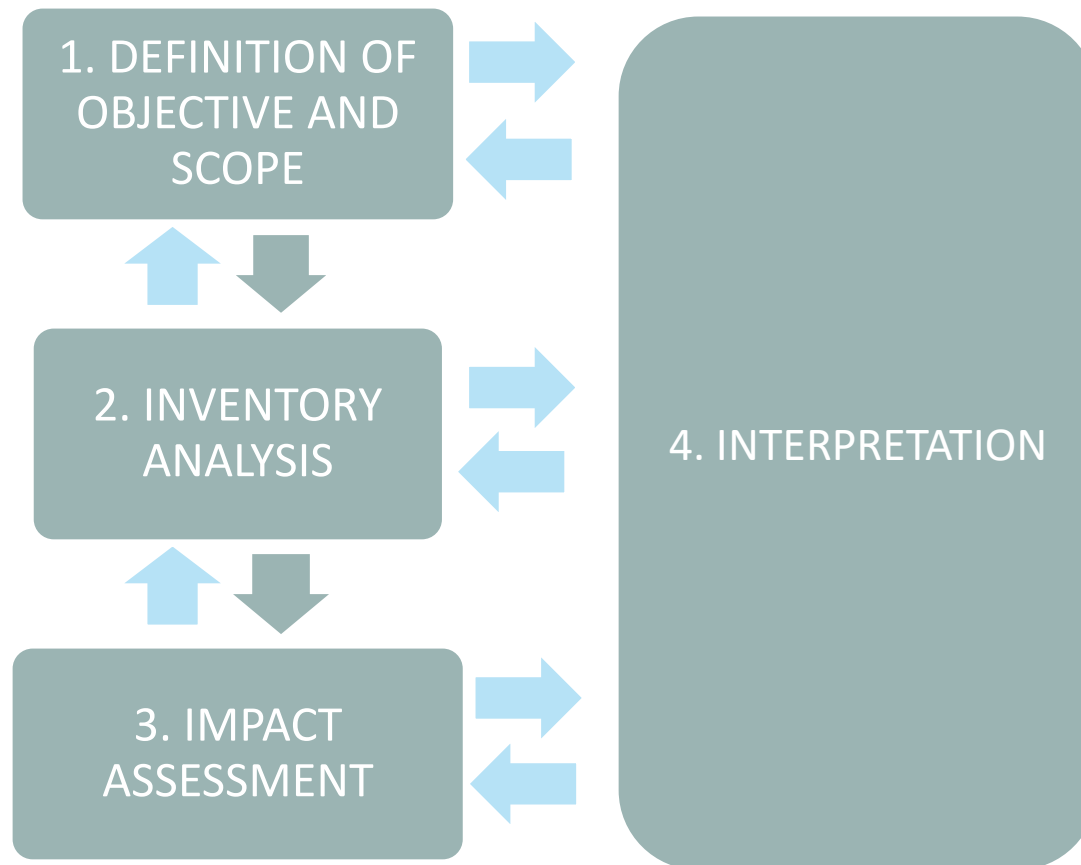 1. DEFINITION OF
OBJECTIVE AND
SCOPE
2. INVENTORY
ANALYSIS
3. IMPACT
ASSESSMENT
4. INTERPRETATION